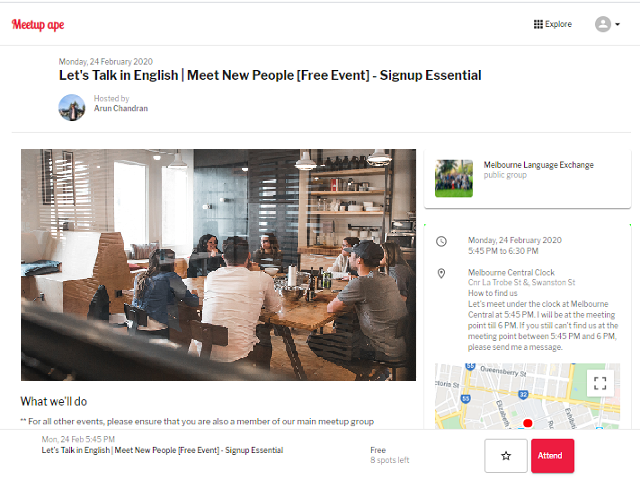 Meetup ape
Explore
Monday, 24 February 2020
Let's Talk in English | Meet New People [Free Event] - Signup Essential
Hosted by
Arun Chandran
Melbourne Language Exchange
public group
Monday, 24 February 2020
5:45 PM to 6:30 PM
Melbourne Central Clock
Cnr La Trobe St &, Swanston St
How to find us
Let's meet under the clock at Melbourne
Central at 5:45 PM. I will be at the meeting
point till 6 PM. If you still can't find us at the
meeting point between 5:45 PM and 6 PM,
please send me a message.
55
Queensberry St
32
55
Elizabeth
What we'll do
** For all other events, please ensure that you are also a member of our main meetup group
Mon, 24 Feb 5:45 PM
Let's Talk in English | Meet New People [Free Event] - Signup Essential
Free
8 spots left
Attend